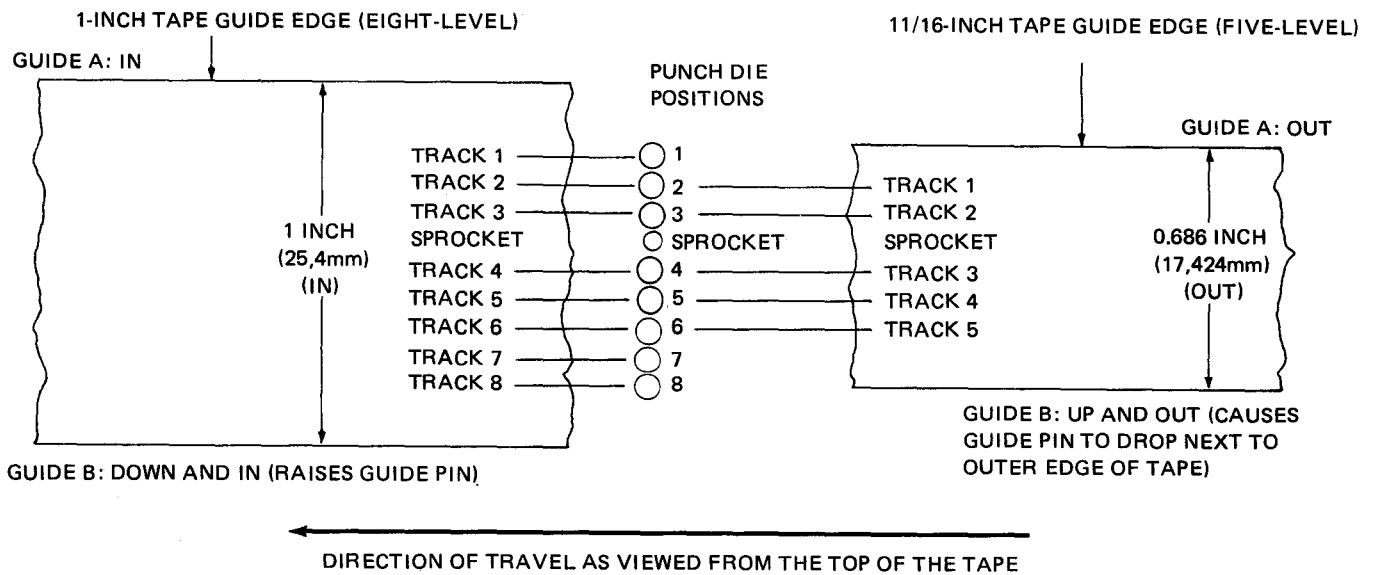 1-INCH TAPE GUIDE EDGE (EIGHT-LEVEL)
GUIDE A: IN
1 INCH
(25,4mm)
(IN)
TRACK 1
TRACK 2
TRACK 3
SPROCKET
TRACK 4
TRACK 5
TRACK 6
TRACK 7
TRACK 8
GUIDE B: DOWN AND IN (RAISES GUIDE PIN)
PUNCH DIE
POSITIONS
1
2
3
SPROCKET
4
5
6
7
8
11/16-INCH TAPE GUIDE EDGE (FIVE-LEVEL)
GUIDE A: OUT
TRACK 1
TRACK 2
SPROCKET
TRACK 3
TRACK 4
TRACK 5
0.686 INCH
(17,424mm)
(OUT)
GUIDE B: UP AND OUT (CAUSES
GUIDE PIN TO DROP NEXT TO
OUTER EDGE OF TAPE)
DIRECTION OF TRAVEL AS VIEWED FROM THE TOP OF THE TAPE